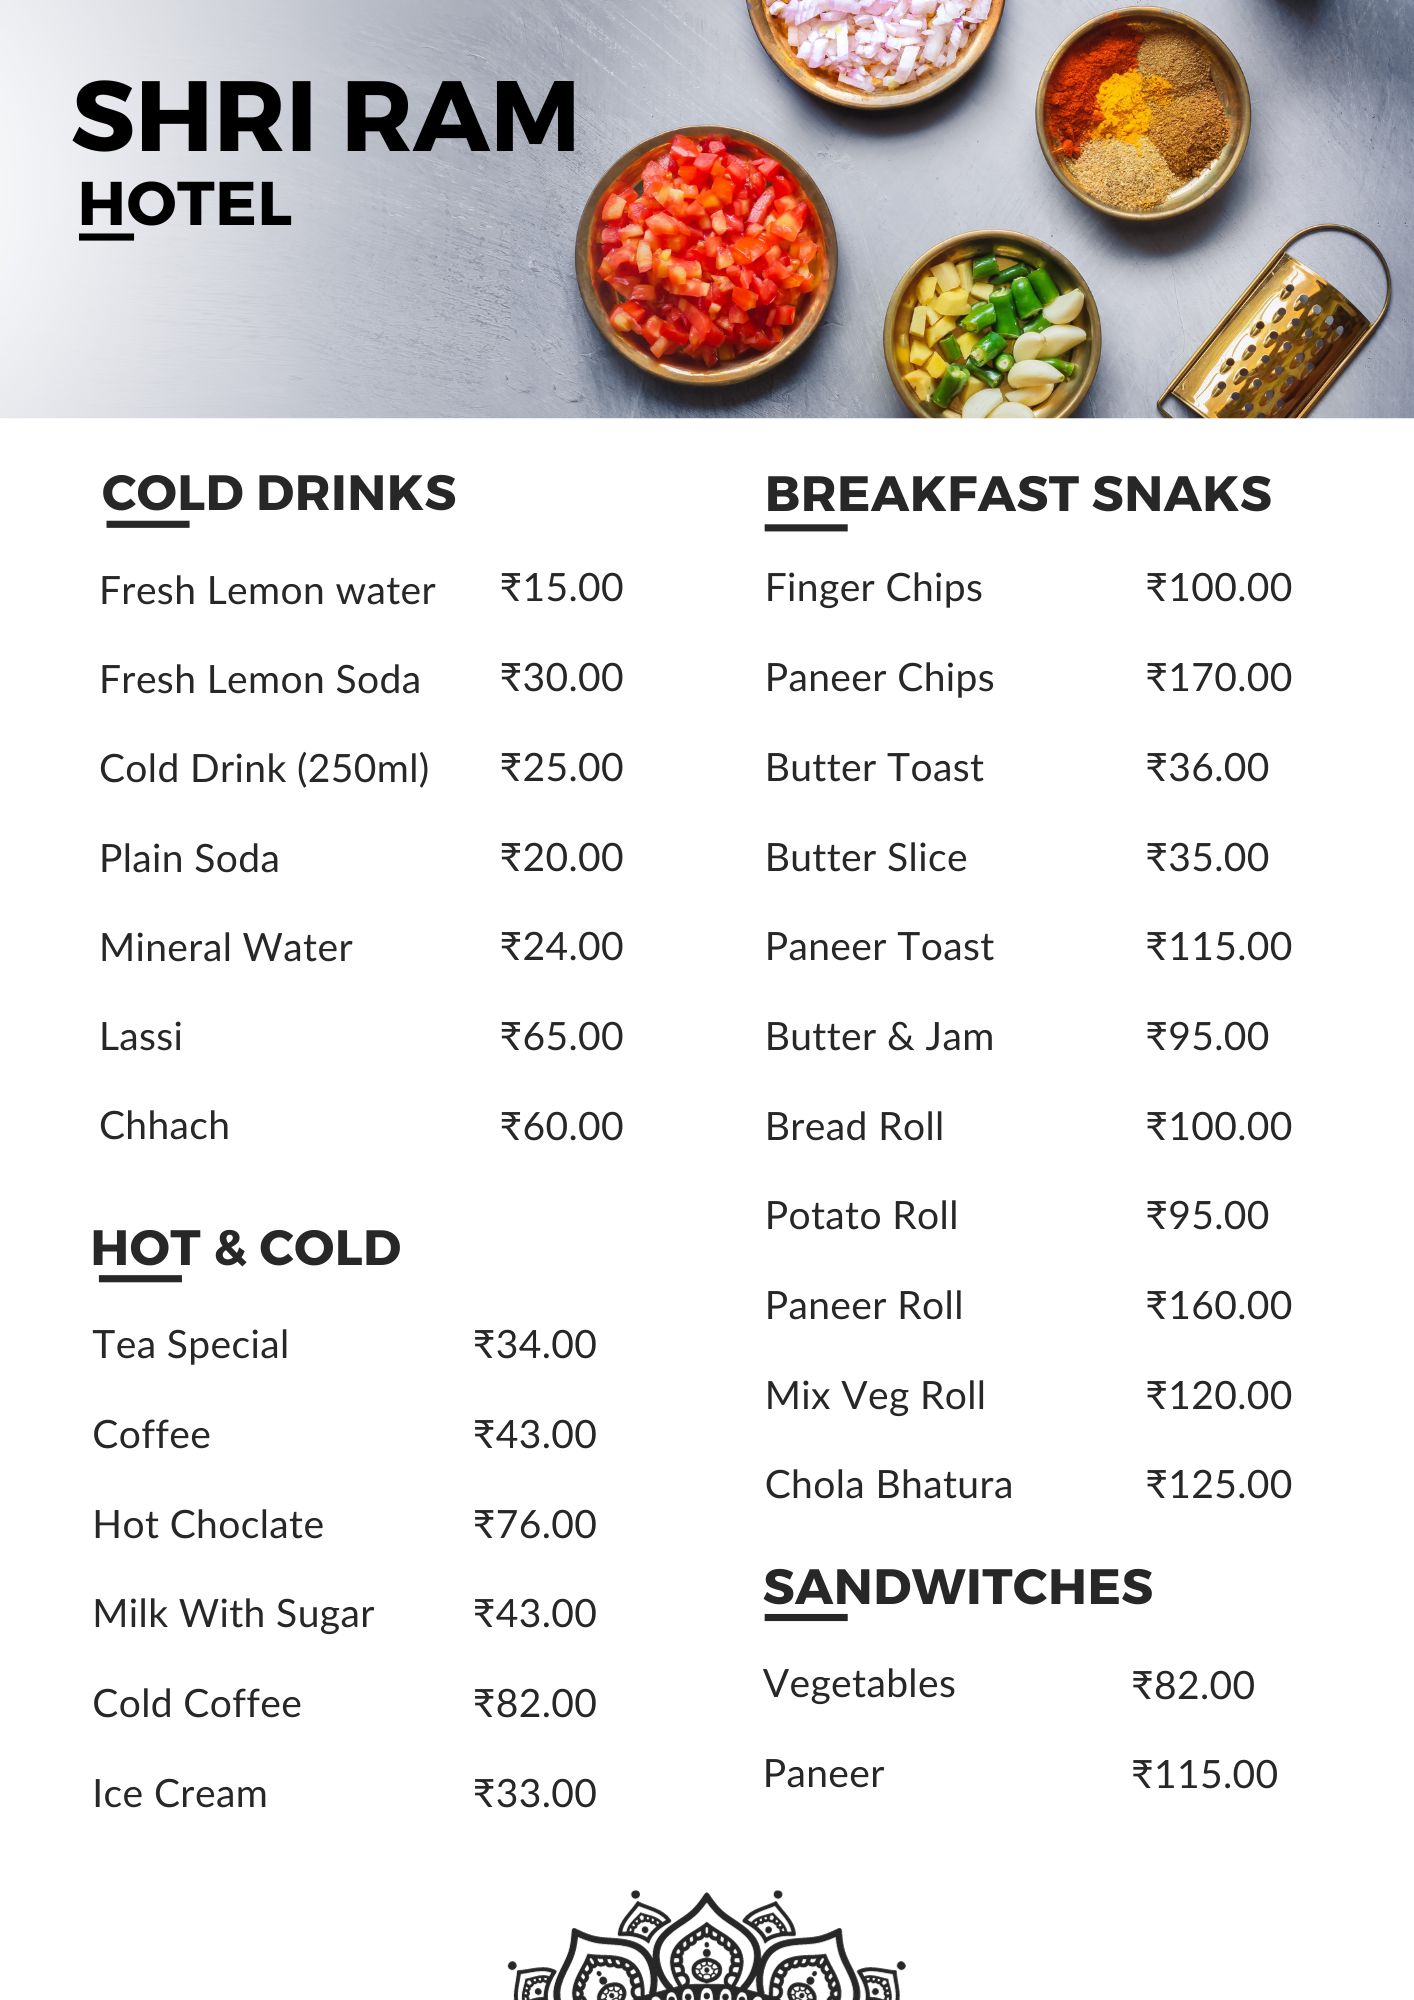 SHRI RAM
HOTEL
COLD DRINKS
Fresh Lemon water ₹15.00
Fresh Lemon Soda ₹30.00
Cold Drink (250ml) ₹25.00
Plain Soda ₹20.00
Mineral Water ₹24.00
Lassi ₹65.00
Chhach ₹60.00
HOT & COLD
Tea Special ₹34.00
Coffee ₹43.00
Hot Choclate ₹76.00
Milk With Sugar ₹43.00
Cold Coffee ₹82.00
Ice Cream ₹33.00
BREAKFAST SNAKS
Finger Chips ₹100.00
Paneer Chips ₹170.00
Butter Toast ₹36.00
Butter Slice ₹35.00
Paneer Toast ₹115.00
Butter & Jam ₹95.00
Bread Roll ₹100.00
Potato Roll ₹95.00
Paneer Roll ₹160.00
Mix Veg Roll ₹120.00
Chola Bhatura ₹125.00
SANDWITCHES
Vegetables ₹82.00
Paneer ₹115.00